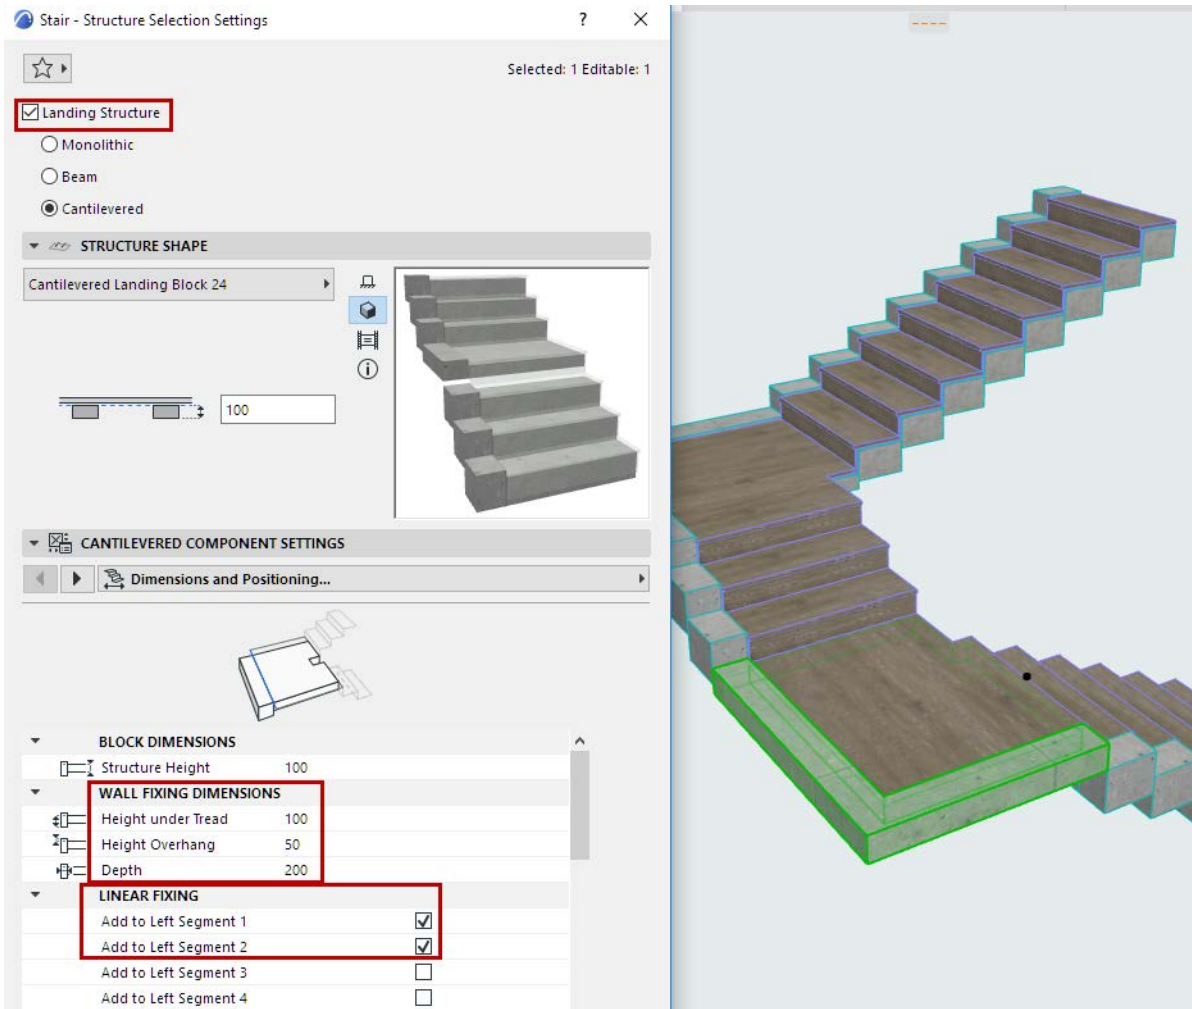 Stair - Structure Selection Settings ? ×
Selected: 1 Editable: 1
Landing Structure
Monolithic
Beam
Cantilevered
STRUCTURE SHAPE
Cantilevered Landing Block 24
100
CANTILEVERED COMPONENT SETTINGS
Dimensions and Positioning...
BLOCK DIMENSIONS
Structure Height 100
WALL FIXING DIMENSIONS
Height under Tread 100
Height Overhang 50
Depth 200
LINEAR FIXING
Add to Left Segment 1
Add to Left Segment 2
Add to Left Segment 3
Add to Left Segment 4